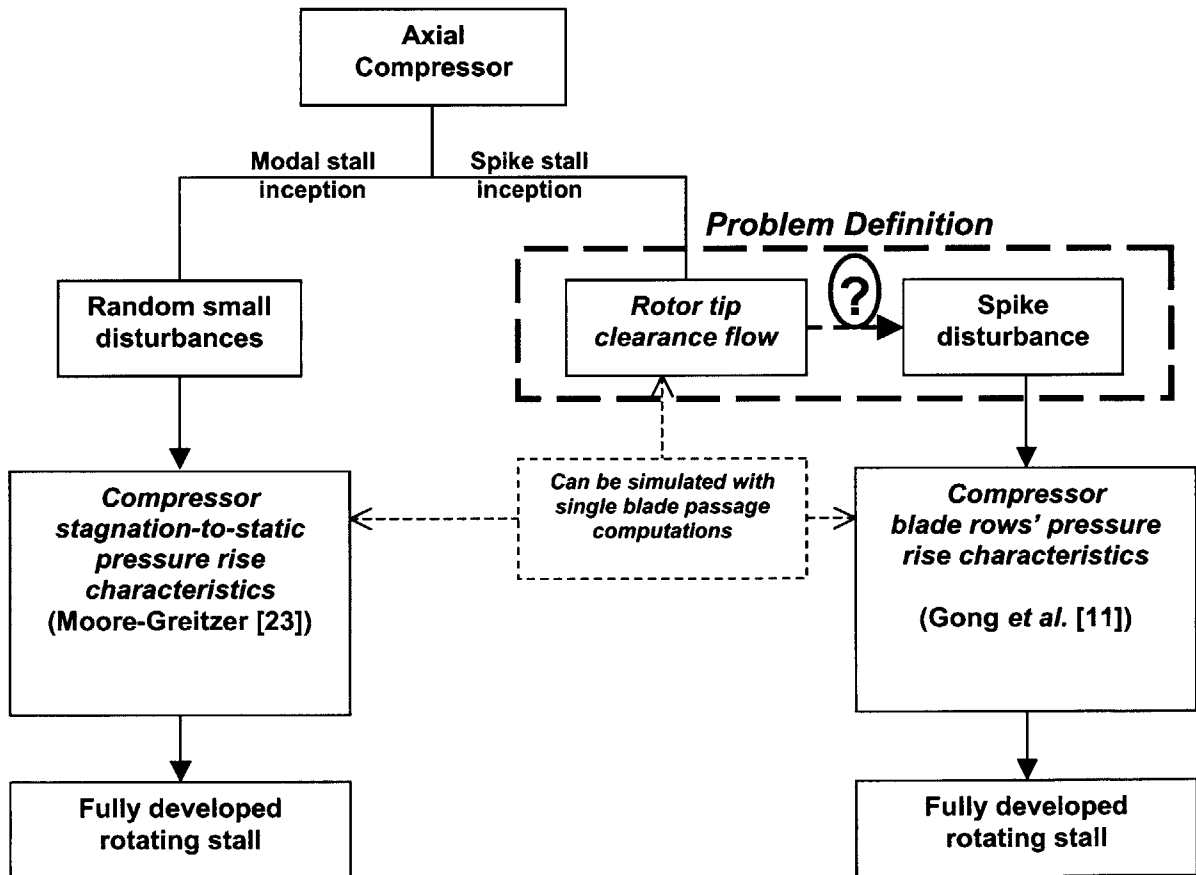 Axial
Compressor
Modal stall
inception
Spike stall
inception
Problem Definition
Random small
disturbances
Rotor tip
clearance flow
?
Spike
disturbance
Compressor
stagnation-to-static
pressure rise
characteristics
(Moore-Greitzer [23])
Can be simulated with
single blade passage
computations
Compressor
blade rows' pressure
rise characteristics
(Gong et al. [11])
Fully developed
rotating stall
Fully developed
rotating stall